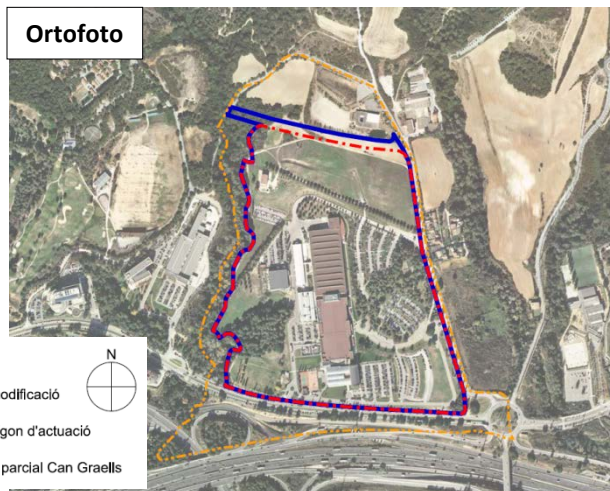 Ortofoto
N
odificació
gon d'actuació
parcial Can Graells